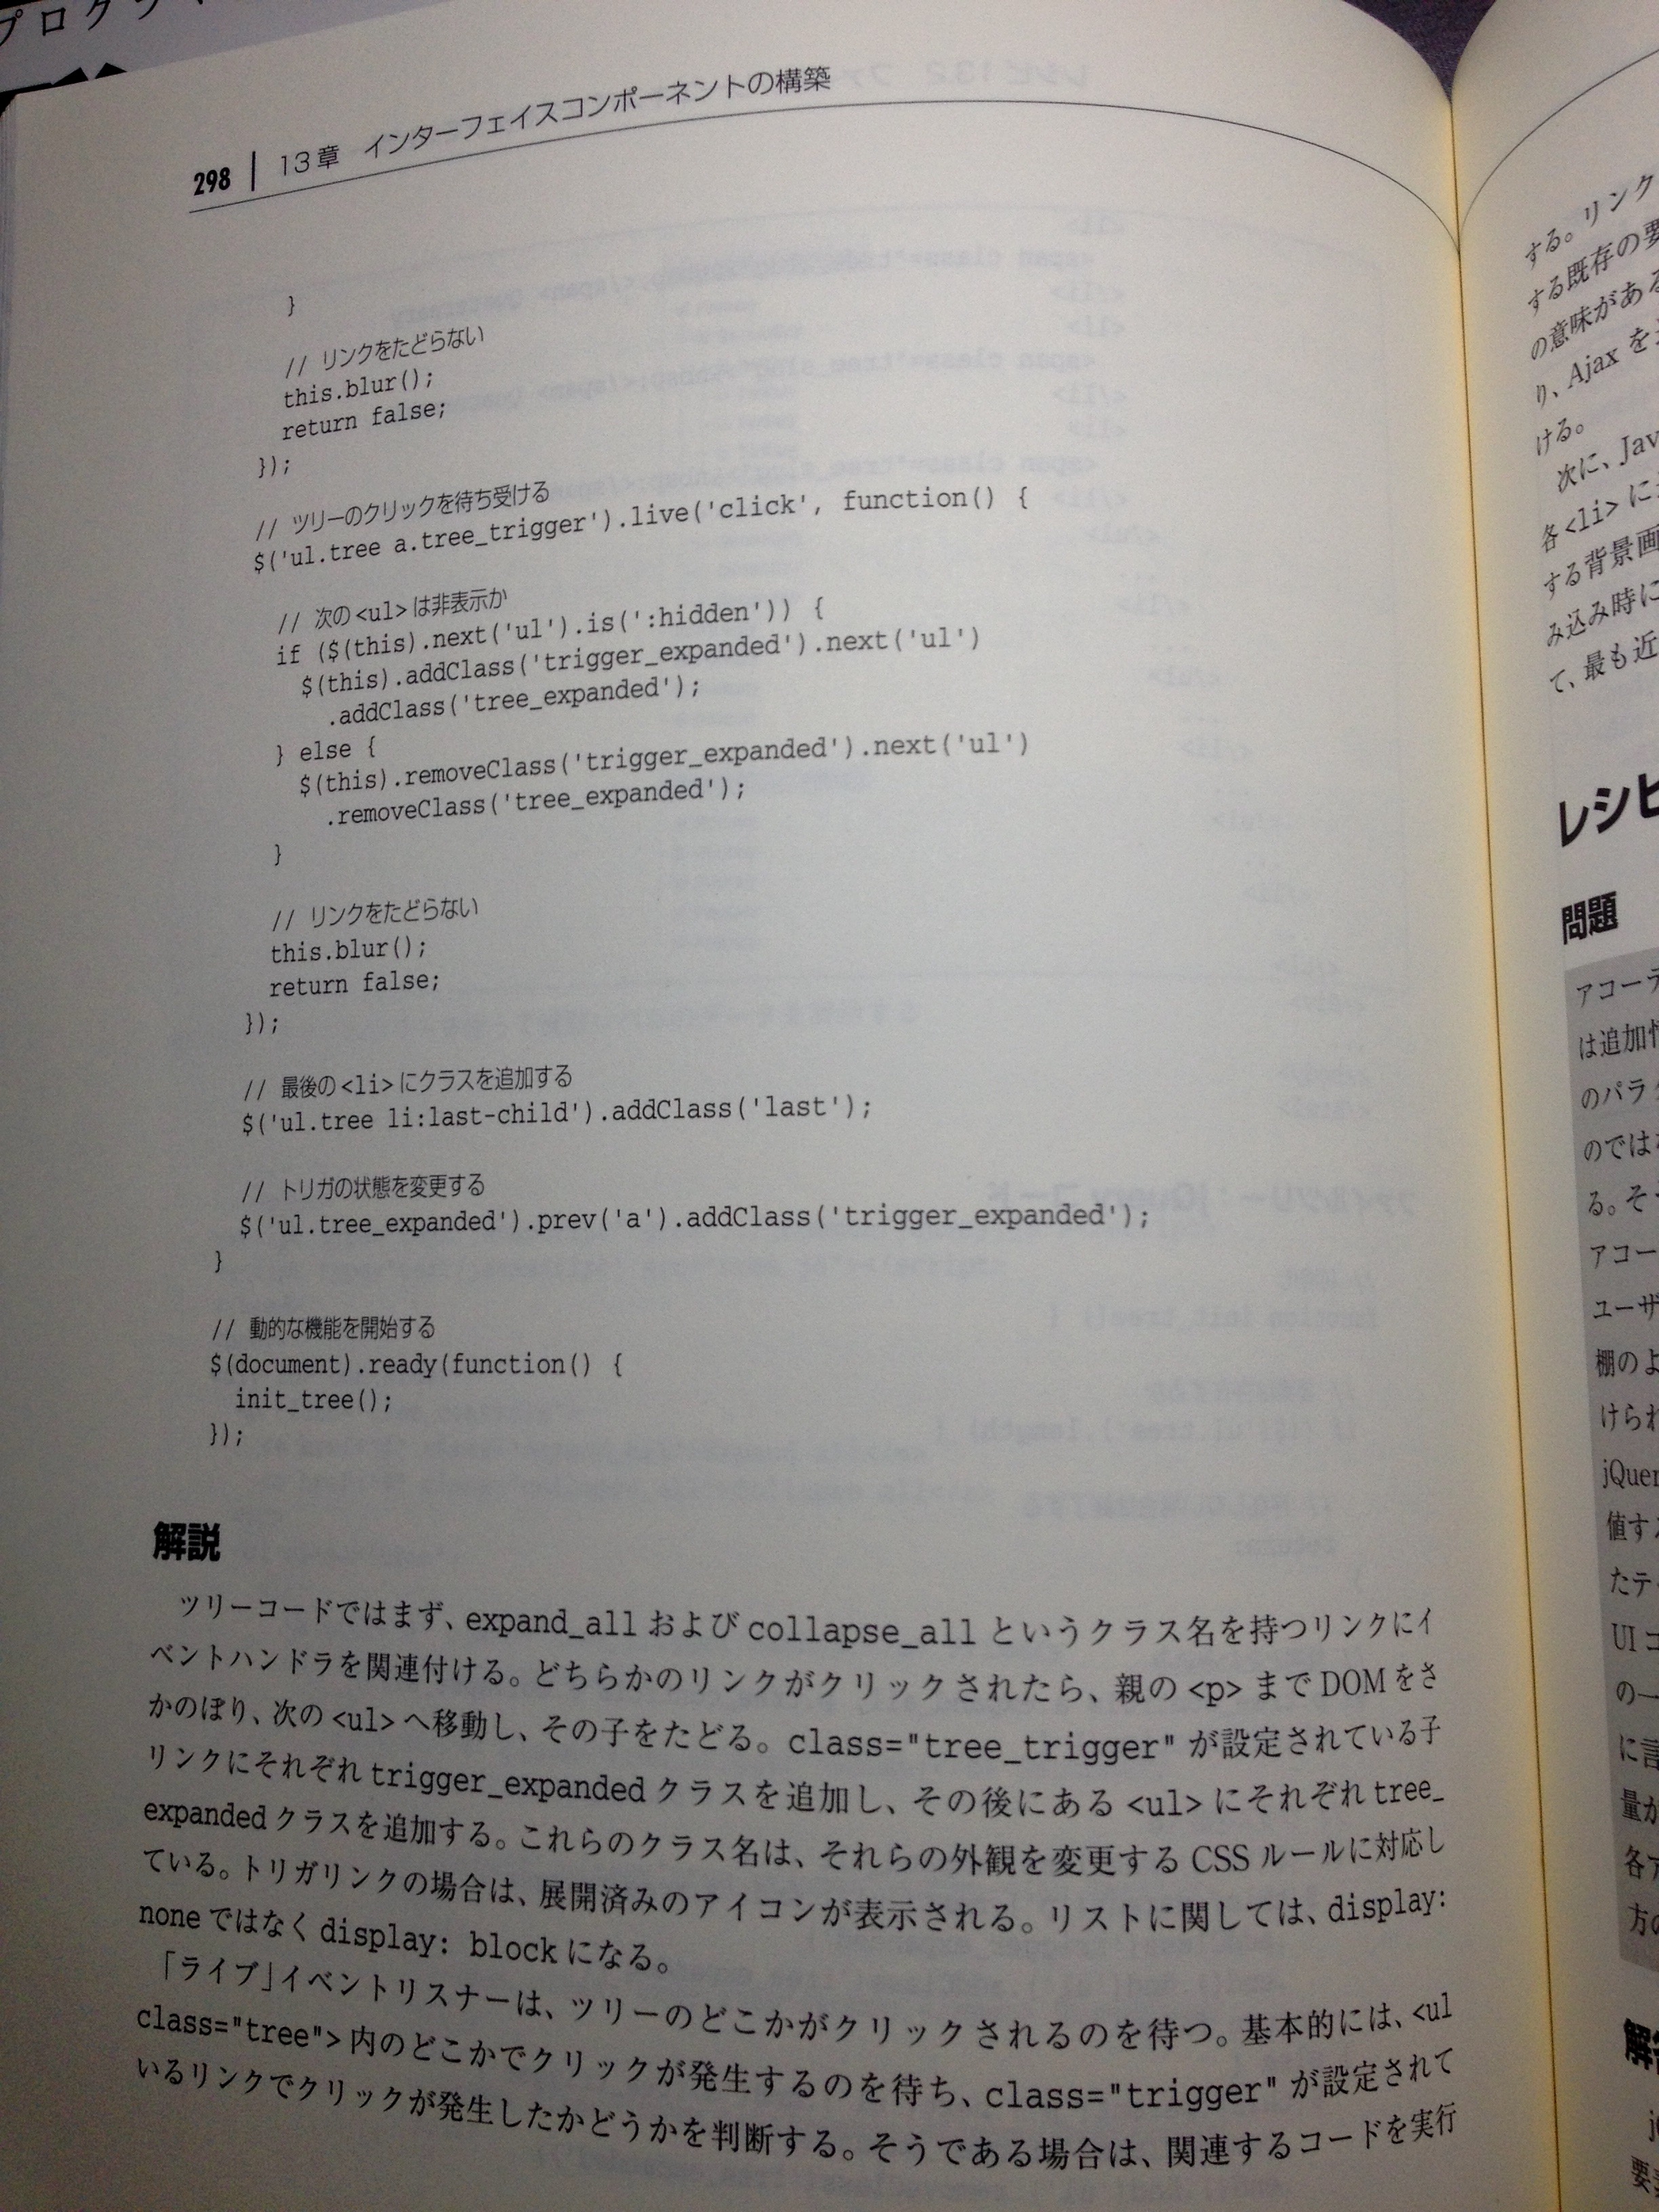 プログラ
298 13章 インターフェイスコンポーネントの構築
}
// リンクをたどらない
this.blur();
return false;
});
// ツリーのクリックを待ち受ける
$('ul.tree a.tree_trigger').live('click', function() {
// 次の<ul>は非表示か
if ($(this).next('ul').is(':hidden')) {
$(this).addClass('trigger_expanded').next('ul')
.addClass('tree_expanded');
} else {
$(this).removeClass('trigger_expanded').next('ul')
.removeClass('tree_expanded');
}
// リンクをたどらない
this.blur();
return false;
});
// 最後の<li>にクラスを追加する
$('ul.tree li:last-child').addClass('last');
// トリガの状態を変更する
$('ul.tree_expanded').prev('a').addClass('trigger_expanded');
}
// 動的な機能を開始する
$(document).ready(function() {
init_tree();
});
解説
ツリーコードではまず、expand_all および collapse_all というクラス名を持つリンクにイ
ベントハンドラを関連付ける。どちらかのリンクがクリックされたら、親の <p> まで DOM をさ
かのぼり、次の <ul> へ移動し、その子をたどる。class="tree_trigger" が設定されている子
リンクにそれぞれ trigger_expanded クラスを追加し、その後にある <ul> にそれぞれ tree_
expanded クラスを追加する。これらのクラス名は、それらの外観を変更する CSS ルールに対応し
ている。トリガリンクの場合は、展開済みのアイコンが表示される。リストに関しては、display:
none ではなく display: block になる。
「ライブ」イベントリスナーは、ツリーのどこかがクリックされるのを待つ。基本的には、<ul
class="tree"> 内のどこかでクリックが発生するのを待ち、class="trigger" が設定されて
いるリンクでクリックが発生したかどうかを判断する。そうである場合は、関連するコードを実行
する。リンク
する既存の要
の意味がある
り、Ajax を
ける。
次に、Jav
各<li>に
する背景画
み込み時に
て、最も近
レシピ
問題
アコーデ
は追加情
のパラ
のでは
る。そ
アコー
ユーザ
棚のよ
けられ
jQuer
値す
たテ
UI コ
の一
に言
量が
各ア
方の
解
要